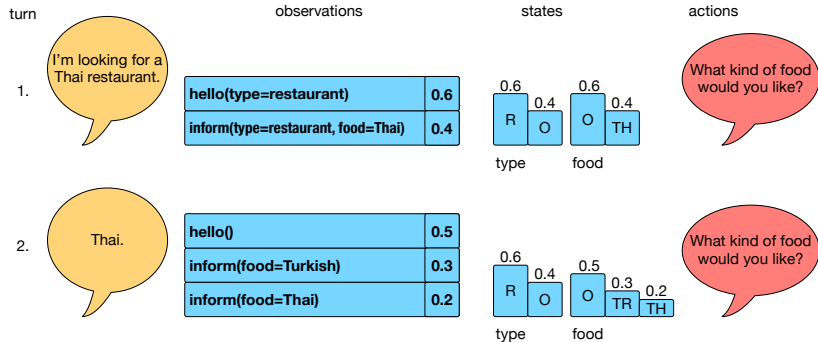 turn
observations
states
actions
1.
I'm looking for a
Thai restaurant.
hello(type=restaurant)
0.6
inform(type=restaurant, food=Thai)
0.4
0.6
0.4
R
O
type
0.6
0.4
O
TH
food
What kind of food
would you like?
2.
Thai.
hello()
0.5
inform(food=Turkish)
0.3
inform(food=Thai)
0.2
0.6
0.4
R
O
type
0.5
0.3
0.2
O
TR
TH
food
What kind of food
would you like?